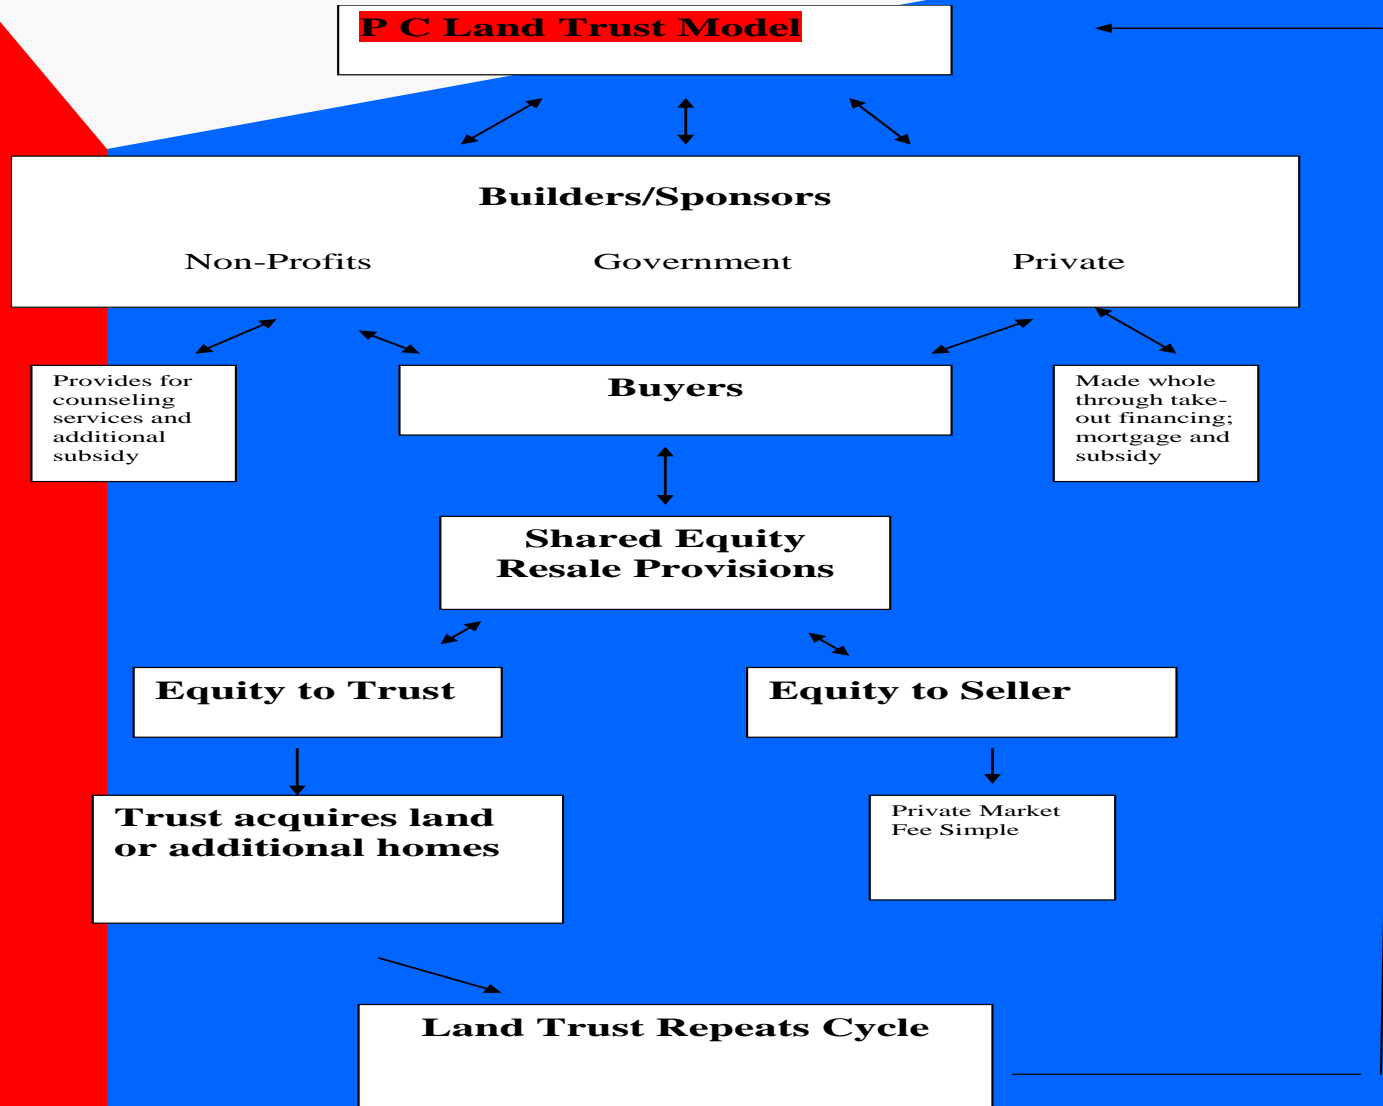 P C Land Trust Model
Builders/Sponsors
Non-Profits Government Private
Provides for
counseling
services and
additional
subsidy
Buyers
Made whole
through take-
out financing;
mortgage and
subsidy
Shared Equity
Resale Provisions
Equity to Trust
Equity to Seller
Trust acquires land
or additional homes
Private Market
Fee Simple
Land Trust Repeats Cycle